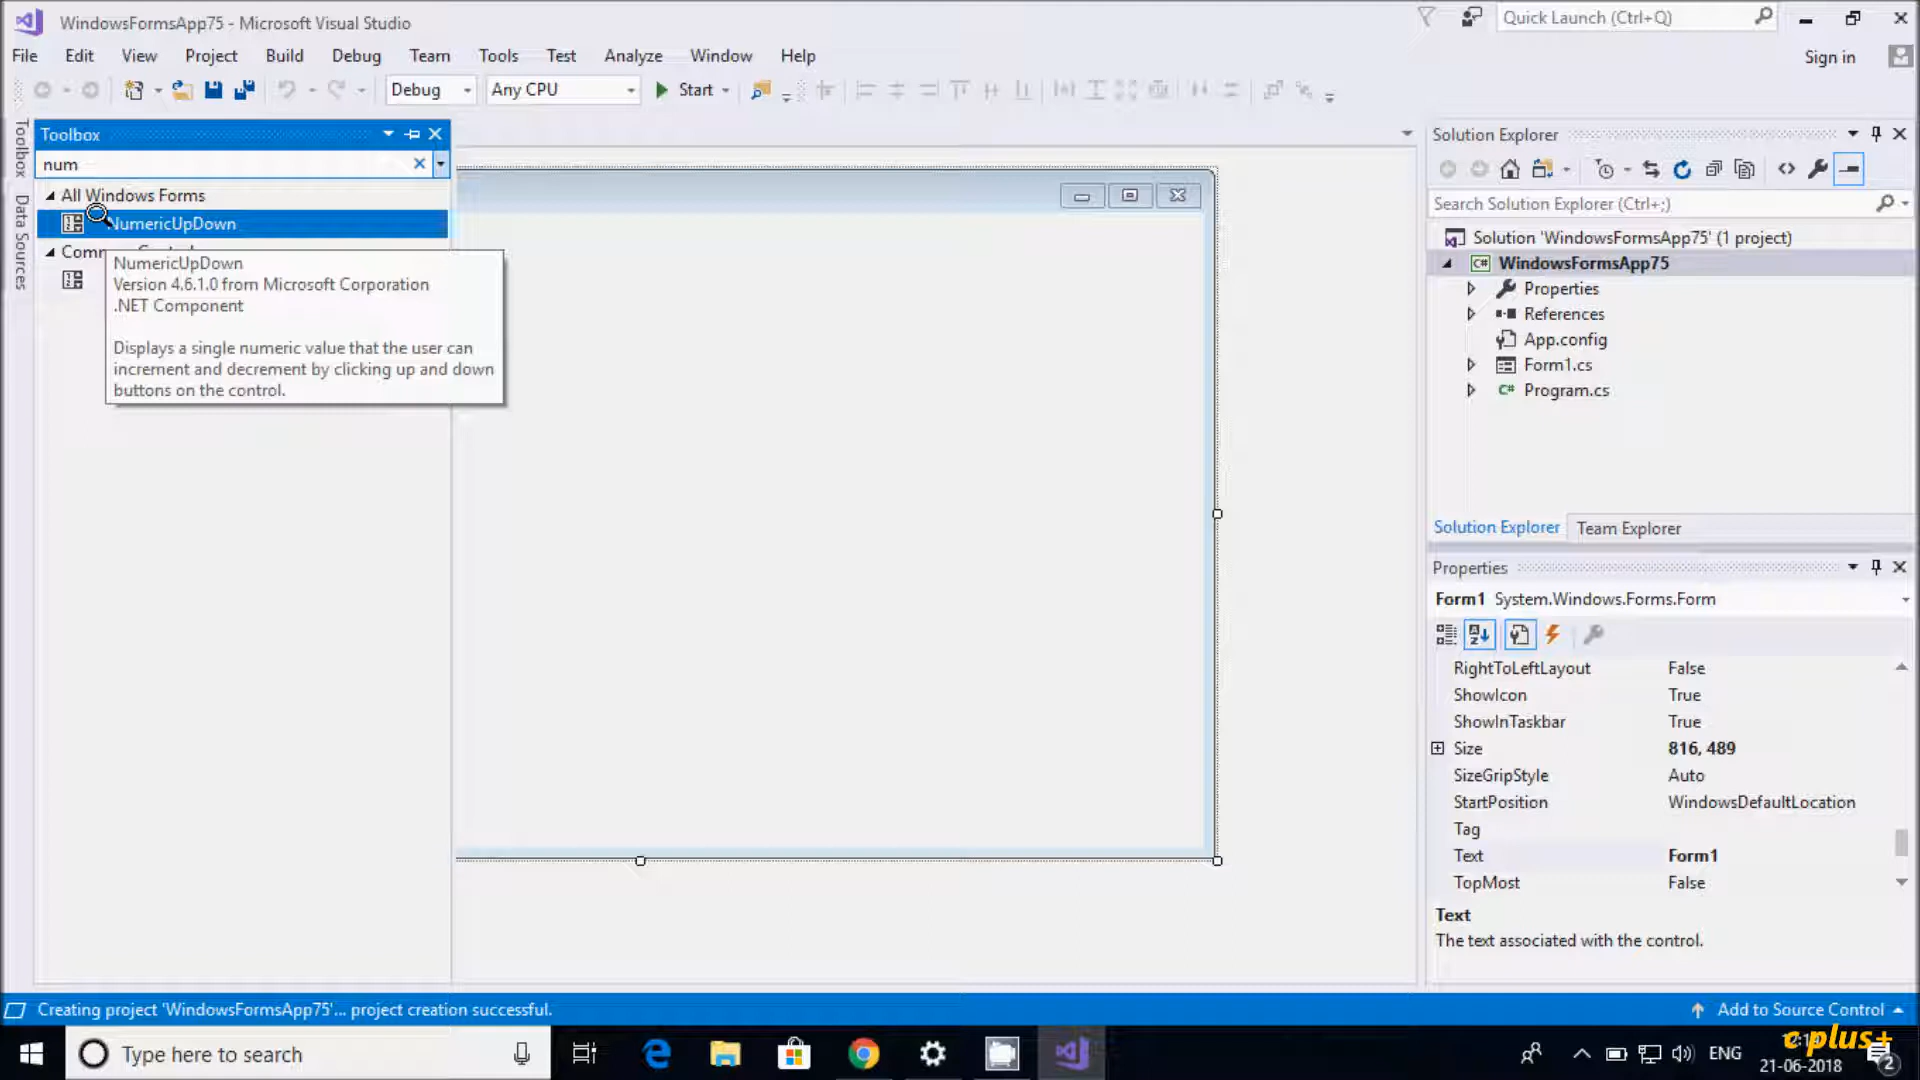 WindowsFormsApp75 - Microsoft Visual Studio
Quick Launch (Ctrl+Q)
File Edit View Project Build Debug Team Tools Test Analyze Window Help
Sign in
Debug Any CPU Start
Toolbox
Data Sources
Toolbox
num
All Windows Forms
NumericUpDown
NumericUpDown
Version 4.6.1.0 from Microsoft Corporation
.NET Component
Displays a single numeric value that the user can
increment and decrement by clicking up and down
buttons on the control.
Solution Explorer
Search Solution Explorer (Ctrl+;)
Solution 'WindowsFormsApp75' (1 project)
C# WindowsFormsApp75
Properties
References
App.config
Form1.cs
C# Program.cs
Solution Explorer Team Explorer
Properties
Form1 System.Windows.Forms.Form
RightToLeftLayout False
ShowIcon True
ShowInTaskbar True
Size 816, 489
SizeGripStyle Auto
StartPosition WindowsDefaultLocation
Tag
Text Form1
TopMost False
Text
The text associated with the control.
Creating project 'WindowsFormsApp75'... project creation successful.
Add to Source Control
Type here to search
ENG
c plus+
21-06-2018
2